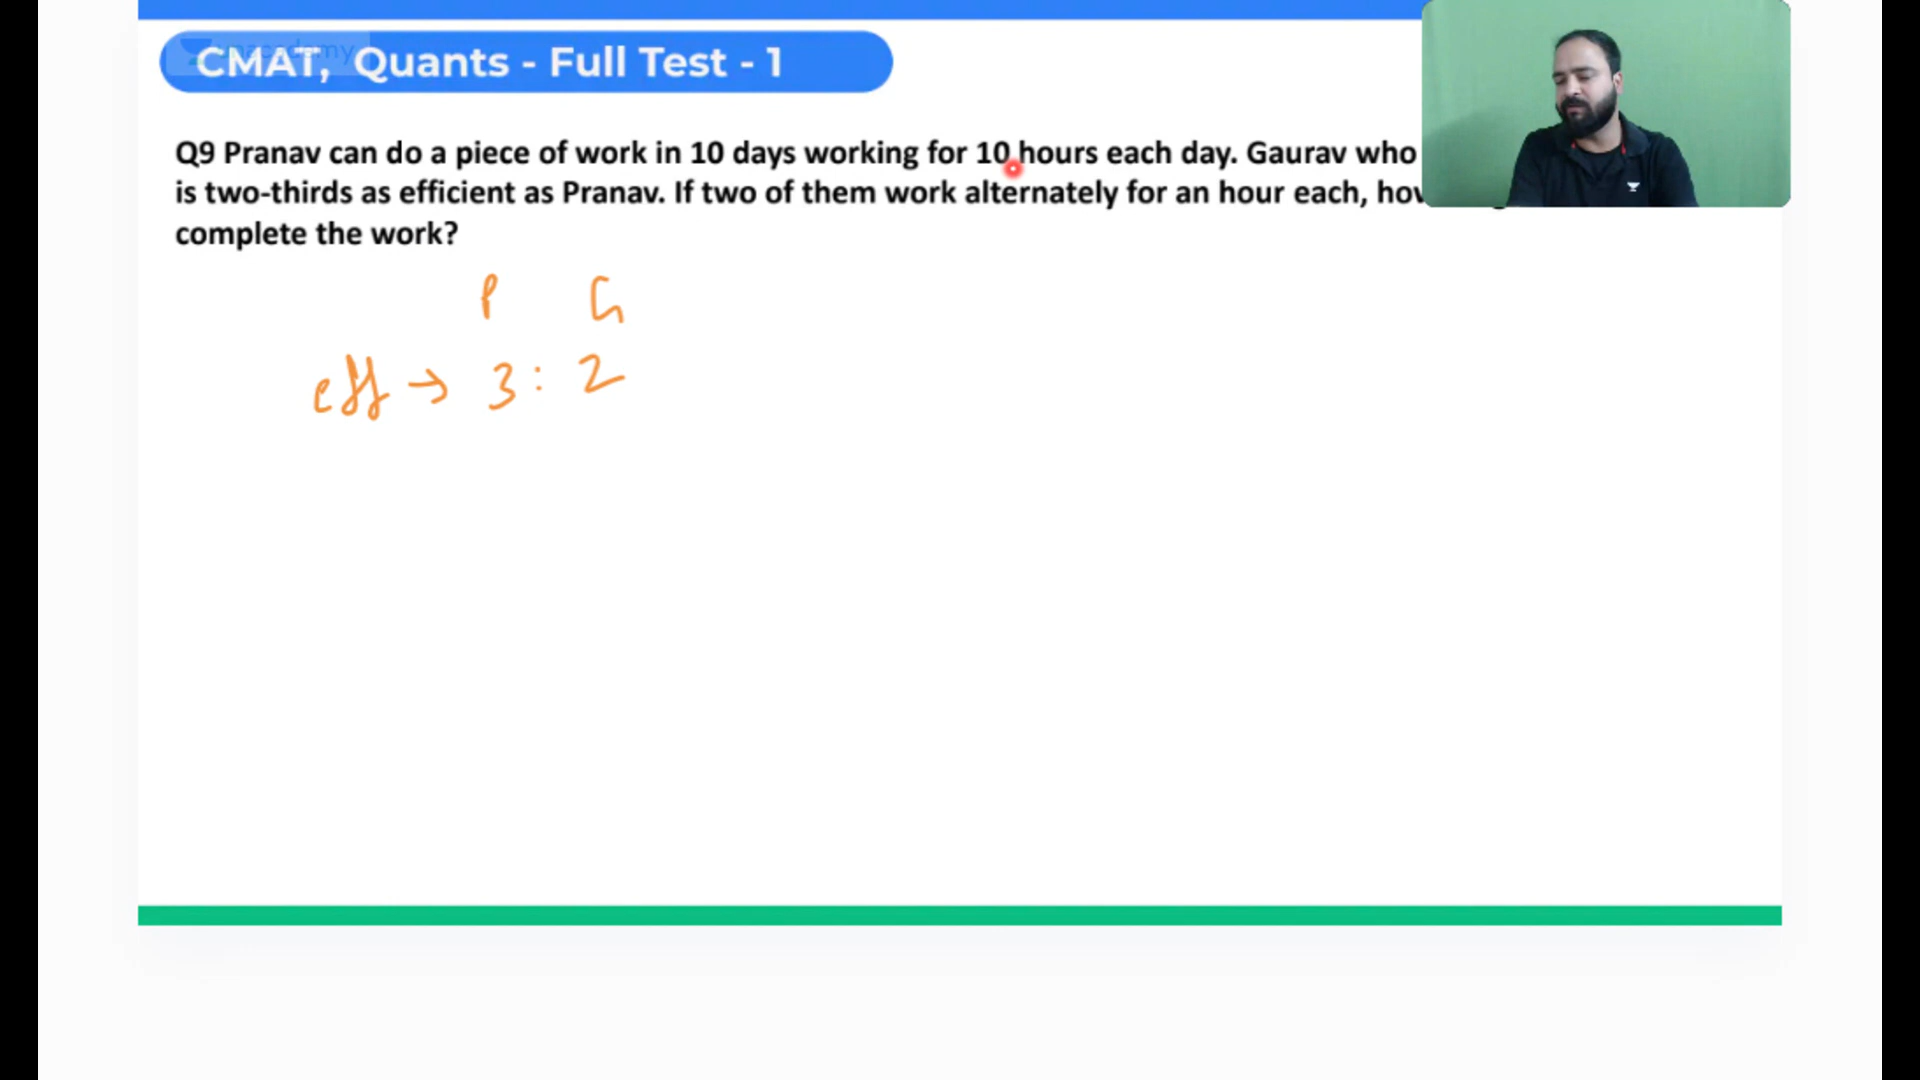 CMAT, Quants - Full Test - 1
Q9 Pranav can do a piece of work in 10 days working for 10 hours each day. Gaurav who
is two-thirds as efficient as Pranav. If two of them work alternately for an hour each,
complete the work?
P G
eff → 3 : 2